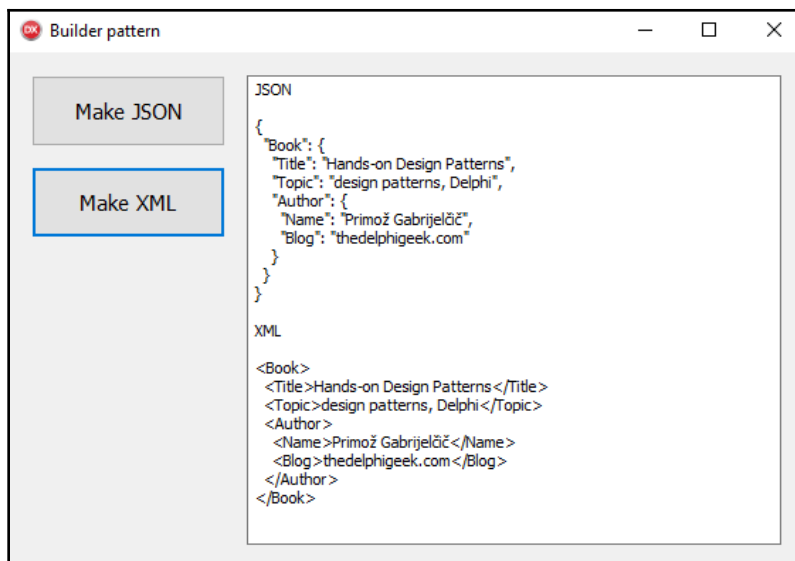 DX Builder pattern
Make JSON
Make XML
JSON
{
"Book": {
"Title": "Hands-on Design Patterns",
"Topic": "design patterns, Delphi",
"Author": {
"Name": "Primož Gabrijelčič",
"Blog": "thedelphigeek.com"
}
}
}
XML
<Book>
<Title>Hands-on Design Patterns</Title>
<Topic>design patterns, Delphi</Topic>
<Author>
<Name>Primož Gabrijelčič</Name>
<Blog>thedelphigeek.com</Blog>
</Author>
</Book>